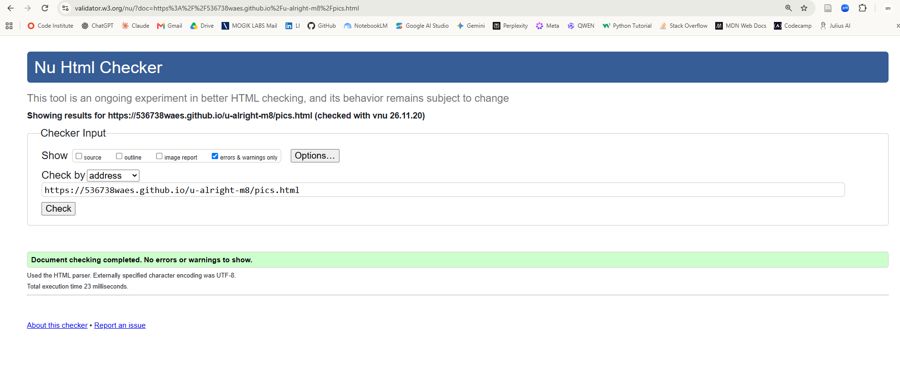 validator.w3.org/nu/?doc=https%3A%2F%2F536738waes.github.io%2Fu-alright-m8%2Fpics.html
Code Institute ChatGPT Claude Gmail Drive MOGIK LABS Mail LI GitHub NotebookLM Google AI Studio Gemini Perplexity Meta QWEN Python Tutorial Stack Overflow MDN Web Docs Codecamp Julius AI
Nu Html Checker
This tool is an ongoing experiment in better HTML checking, and its behavior remains subject to change
Showing results for https://536738waes.github.io/u-alright-m8/pics.html (checked with vnu 26.11.20)
Checker Input
Show source outline image report errors & warnings only Options...
Check by address
https://536738waes.github.io/u-alright-m8/pics.html
Check
Document checking completed. No errors or warnings to show.
Used the HTML parser. Externally specified character encoding was UTF-8.
Total execution time 23 milliseconds.
About this checker • Report an issue